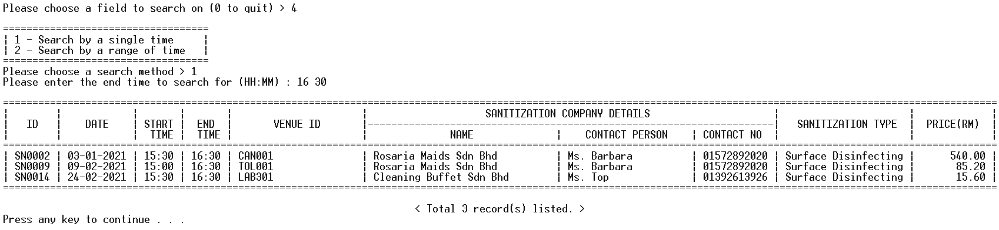 Please choose a field to search on (0 to quit) > 4
===================================
| 1 - Search by a single time     |
| 2 - Search by a range of time   |
===================================
Please choose a search method > 1
Please enter the end time to search for (HH:MM) : 16 30
=========================================================================================================================================================================
|        |            |       |       |                      | SANITIZATION COMPANY DETAILS | | |
| ID | DATE | START | END | VENUE ID |---------------------------------------------------------------------| SANITIZATION TYPE | PRICE(RM) |
| | | TIME | TIME | | NAME | CONTACT PERSON | CONTACT NO | | |
=========================================================================================================================================================================
| SN0002 | 03-01-2021 | 15:30 | 16:30 | CAN001 | Rosaria Maids Sdn Bhd | Ms. Barbara | 01572892020 | Surface Disinfecting | 540.00 |
| SN0009 | 09-02-2021 | 15:00 | 16:30 | TOL001 | Rosaria Maids Sdn Bhd | Ms. Barbara | 01572892020 | Surface Disinfecting | 85.20 |
| SN0014 | 24-02-2021 | 15:30 | 16:30 | LAB301 | Cleaning Buffet Sdn Bhd | Ms. Top | 01392613926 | Surface Disinfecting | 15.60 |
=========================================================================================================================================================================
< Total 3 record(s) listed. >
Press any key to continue . . .